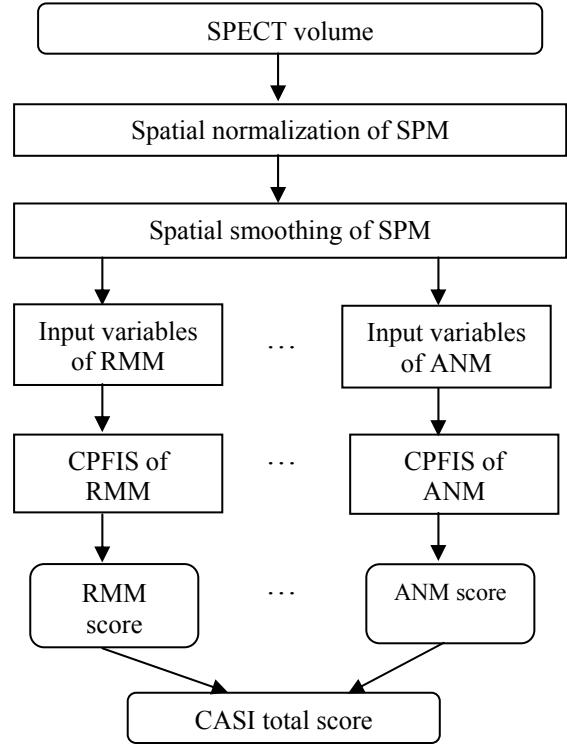 SPECT volume
Spatial normalization of SPM
Spatial smoothing of SPM
Input variables
of RMM
...
Input variables
of ANM
CPFIS of
RMM
...
CPFIS of
ANM
RMM
score
...
ANM score
CASI total score